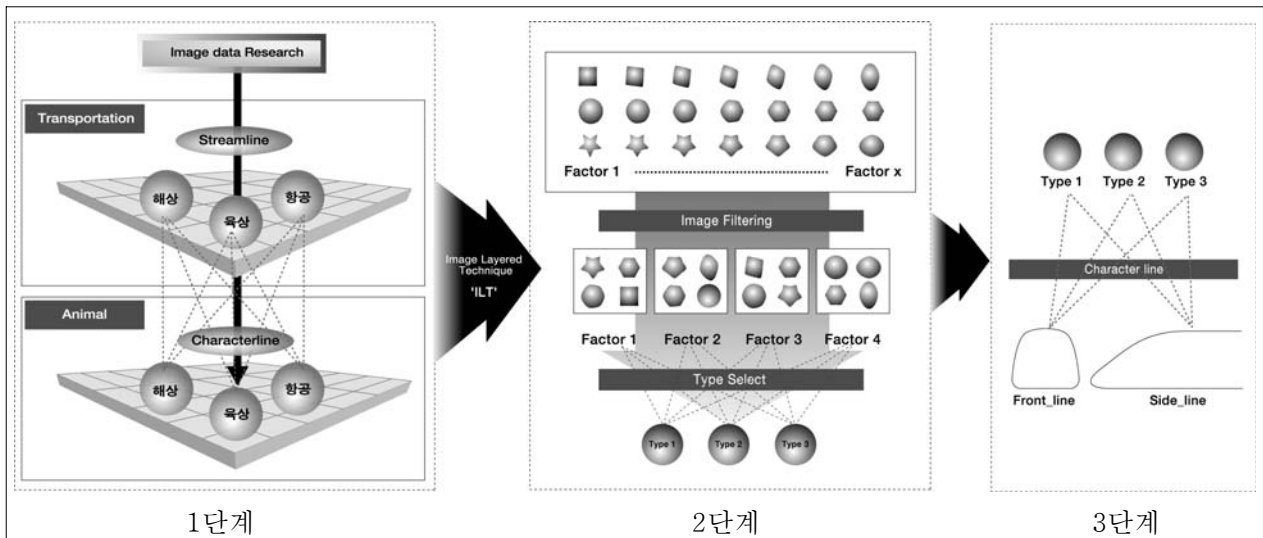 Image data Research
Transportation
Streamline
해상
육상
항공
Animal
Characterline
해상
육상
항공
1단계
Image Layered
Technique
'ILT'
Factor 1
Factor x
Image Filtering
Factor 1
Factor 2
Factor 3
Factor 4
Type Select
Type 1
Type 2
Type 3
2단계
Type 1
Type 2
Type 3
Character line
Front_line
Side_line
3단계